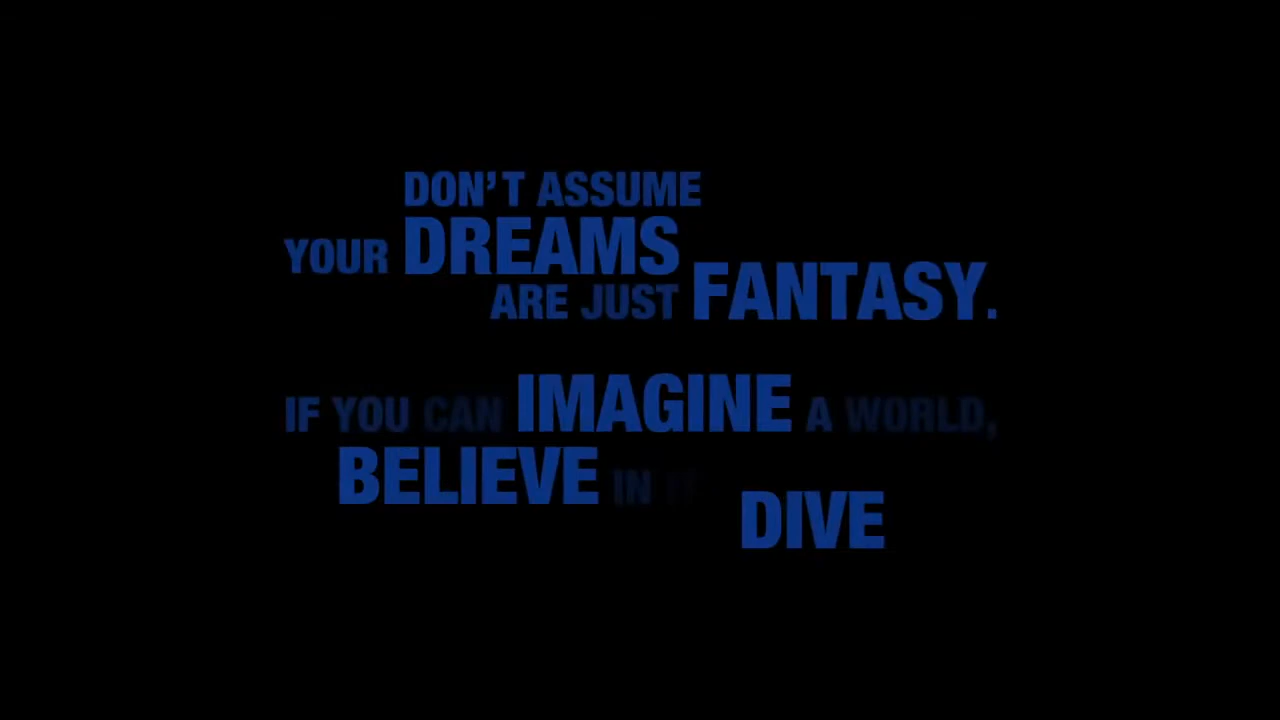 DON'T ASSUME
YOUR DREAMS
ARE JUST FANTASY.
IF YOU CAN IMAGINE A WORLD,
BELIEVE IN
DIVE